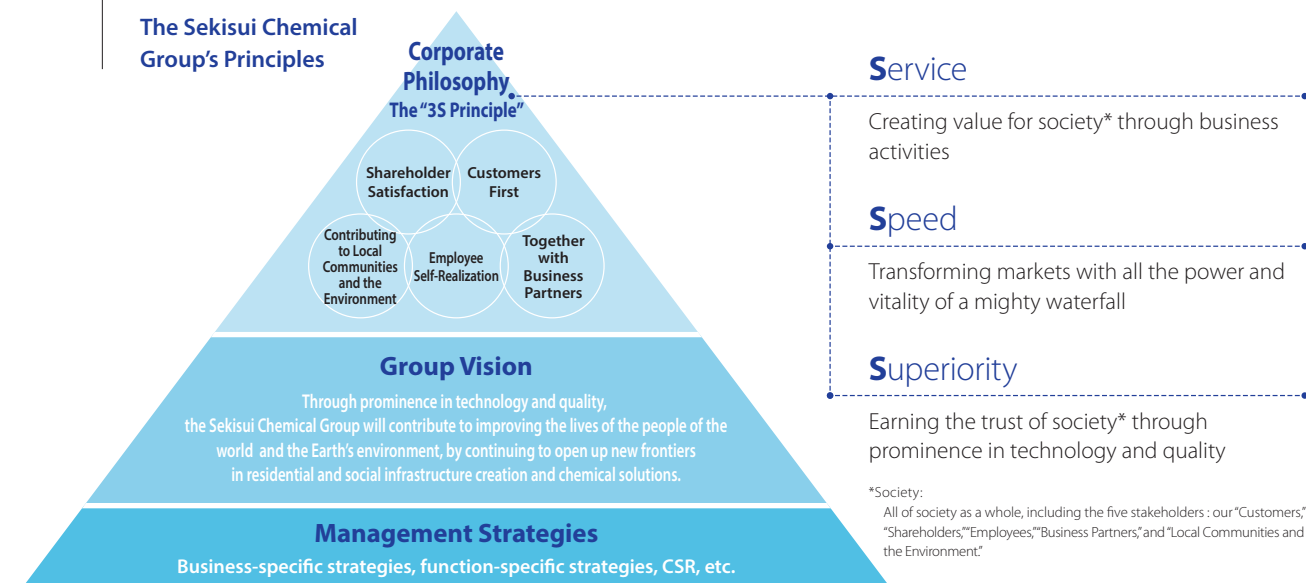 The Sekisui Chemical
Group's Principles
Corporate
Philosophy
The “3S Principle”
Shareholder
Satisfaction
Customers
First
Contributing
to Local
Communities
and the
Environment
Employee
Self-Realization
Together
with
Business
Partners
Group Vision
Through prominence in technology and quality,
the Sekisui Chemical Group will contribute to improving the lives of the people of the
world and the Earth's environment, by continuing to open up new frontiers
in residential and social infrastructure creation and chemical solutions.
Management Strategies
Business-specific strategies, function-specific strategies, CSR, etc.
Service
Creating value for society* through business
activities
Speed
Transforming markets with all the power and
vitality of a mighty waterfall
Superiority
Earning the trust of society* through
prominence in technology and quality
*Society:
All of society as a whole, including the five stakeholders : our “Customers,”
“Shareholders,” “Employees,” “Business Partners,” and “Local Communities and
the Environment.”